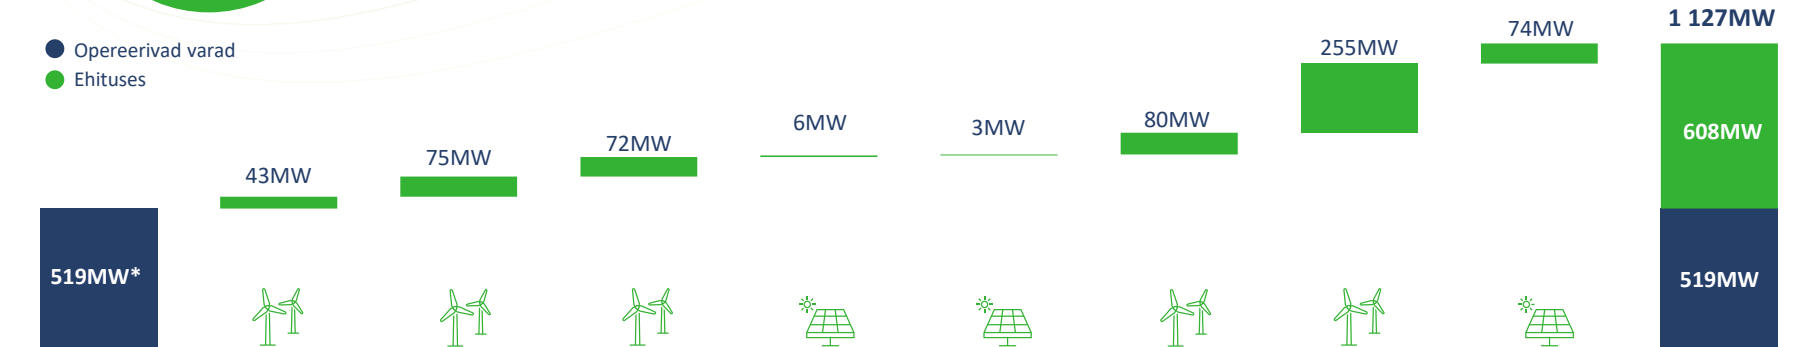 Opereerivad varad
Ehituses
519MW*
43MW
75MW
72MW
6MW
3MW
80MW
255MW
74MW
1 127MW
608MW
519MW